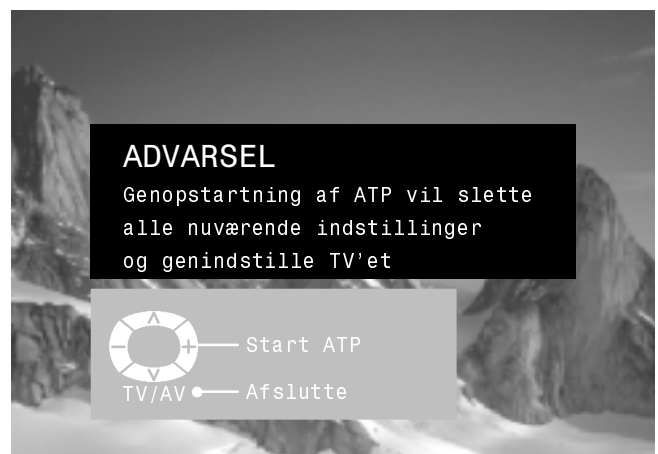 ADVARSEL
Genopstartning af ATP vil slette
alle nuværende indstillinger
og genindstille TV’et
Start ATP
TV/AV Afslutte